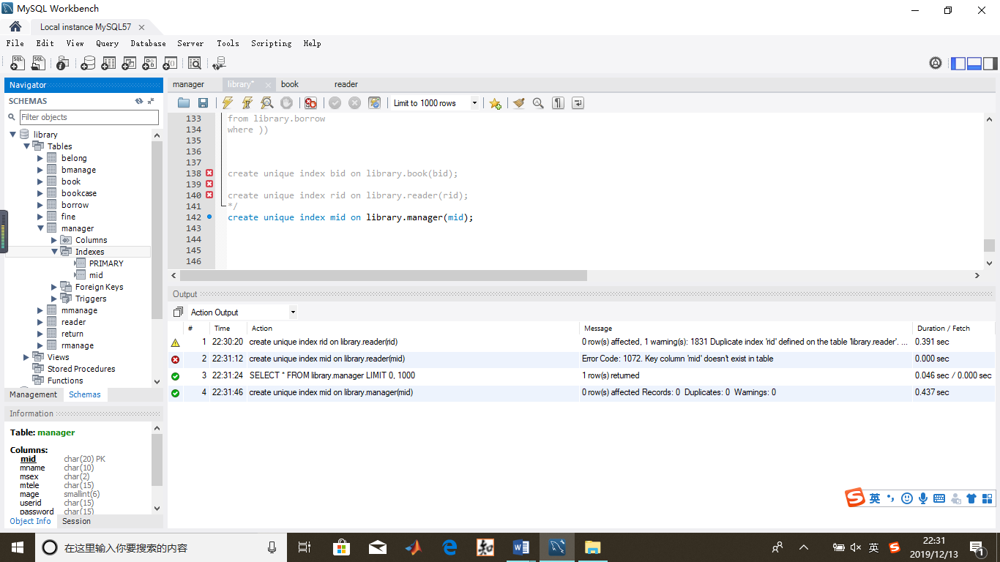 MySQL Workbench
Local instance MySQL57
File Edit View Query Database Server Tools Scripting Help
Navigator
SCHEMAS
Filter objects
library
Tables
belong
bmanage
book
bookcase
borrow
fine
manager
Columns
Indexes
PRIMARY
mid
Foreign Keys
Triggers
mmanage
reader
return
rmanage
Views
Stored Procedures
Functions
Management Schemas
Information
Table: manager
Columns:
mid char(20) PK
mname char(10)
msex char(2)
mtele char(15)
mage smallint(6)
userid char(15)
password char(15)
Object Info Session
manager library* book reader
Limit to 1000 rows
133 from library.borrow
134 where ))
135
136
137
138 create unique index bid on library.book(bid);
139
140 create unique index rid on library.reader(rid);
141 */
142 create unique index mid on library.manager(mid);
143
144
145
146
Output
Action Output
# Time Action Message Duration / Fetch
1 22:30:20 create unique index rid on library.reader(rid) 0 row(s) affected, 1 warning(s): 1831 Duplicate index 'rid' defined on the table 'library.reader'. ... 0.391 sec
2 22:31:12 create unique index mid on library.reader(mid) Error Code: 1072. Key column 'mid' doesn't exist in table 0.000 sec
3 22:31:24 SELECT * FROM library.manager LIMIT 0, 1000 1 row(s) returned 0.046 sec / 0.000 sec
4 22:31:46 create unique index mid on library.manager(mid) 0 row(s) affected Records: 0 Duplicates: 0 Warnings: 0 0.437 sec
S 英
在这里输入你要搜索的内容
知
英
22:31
2019/12/13
1